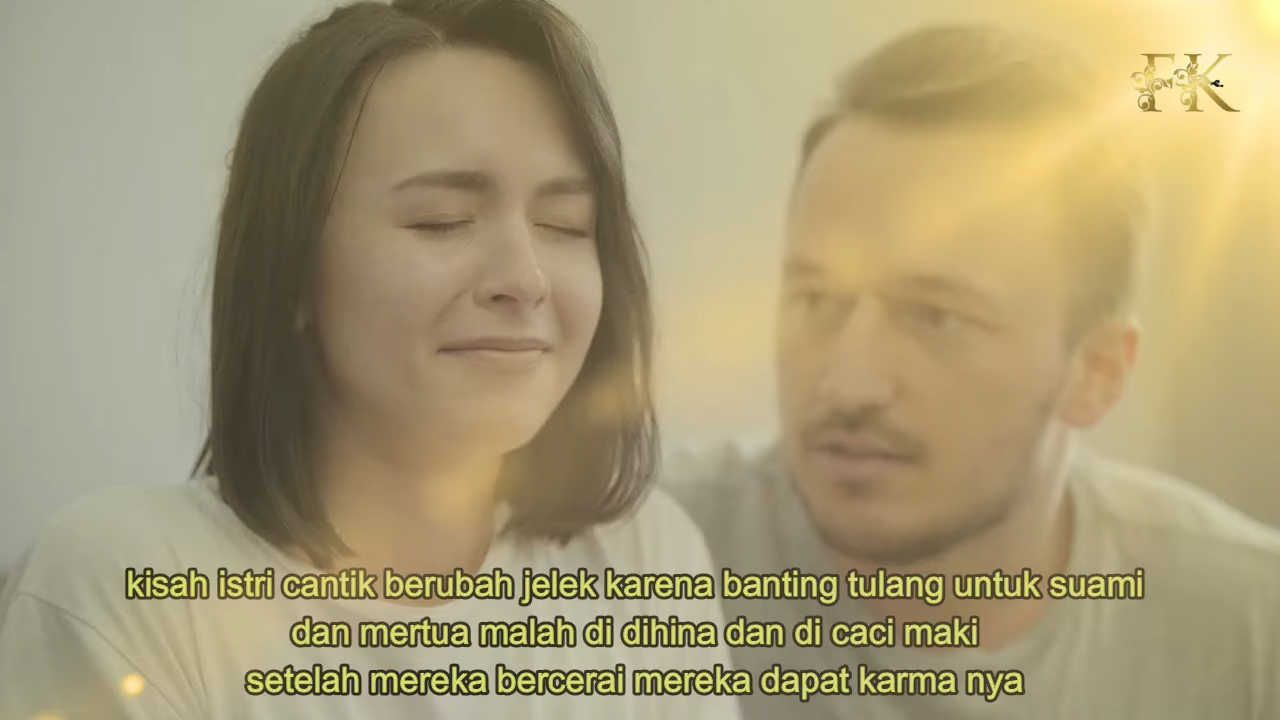 FK
kisah istri cantik berubah jelek karena banting tulang untuk suami
dan mertua malah di dihina dan di caci maki
setelah mereka bercerai mereka dapat karma nya